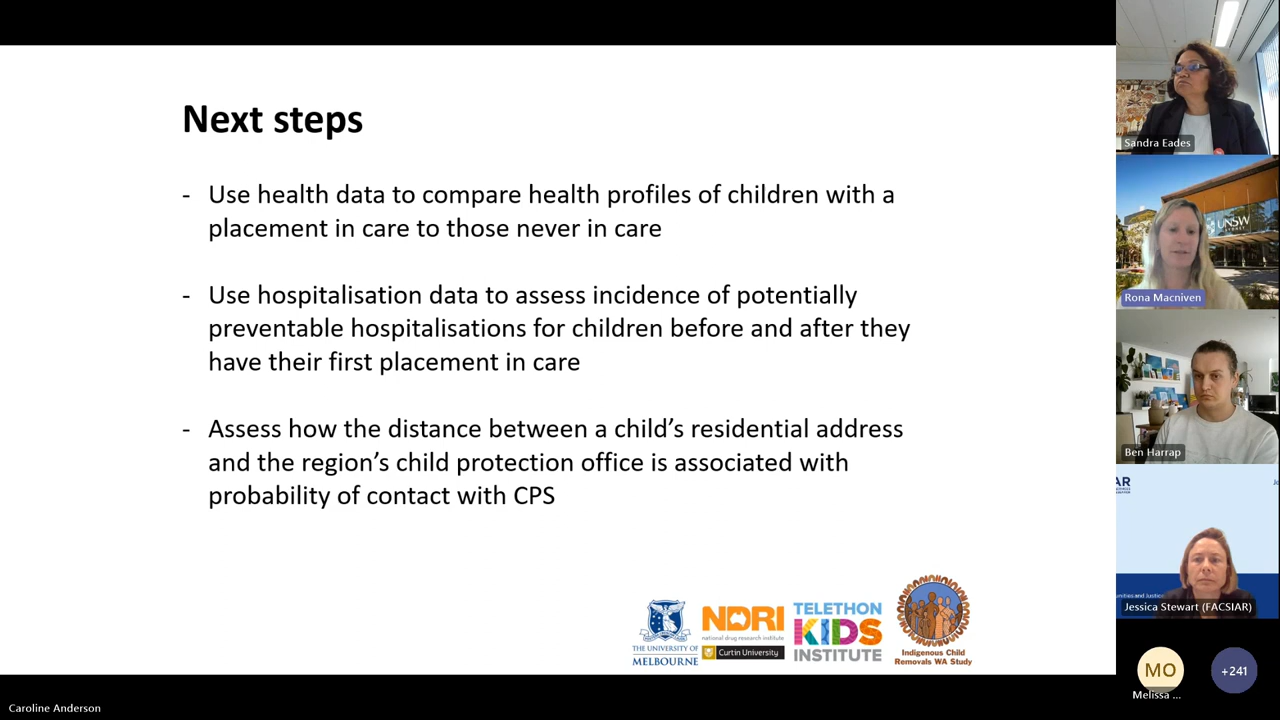 Next steps
- Use health data to compare health profiles of children with a
placement in care to those never in care
- Use hospitalisation data to assess incidence of potentially
preventable hospitalisations for children before and after they
have their first placement in care
- Assess how the distance between a child's residential address
and the region's child protection office is associated with
probability of contact with CPS
THE UNIVERSITY OF
MELBOURNE
NDRI
national drug research institute
Curtin University
TELETHON
KIDS
INSTITUTE
Indigenous Child
Removals WA Study
Sandra Eades
UNSW
SYDNEY
Rona Macniven
Ben Harrap
AR
Jessica Stewart (FACSIAR)
MO
Melissa ...
+241
Caroline Anderson